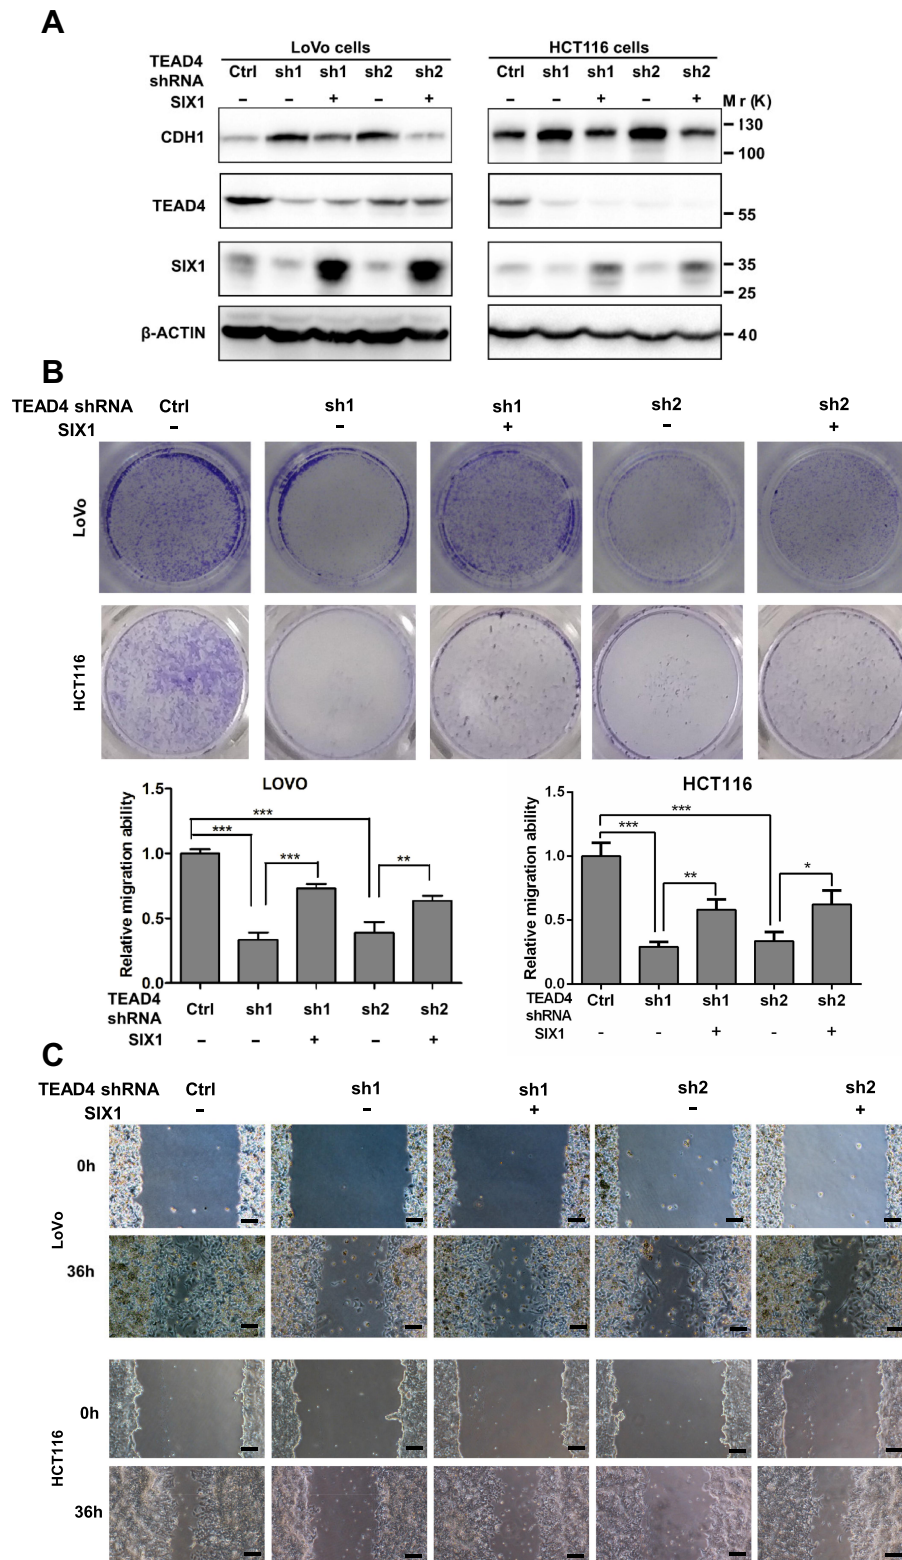 A
LoVo cells HCT116 cells
TEAD4 shRNA Ctrl sh1 sh1 sh2 sh2 Ctrl sh1 sh1 sh2 sh2
SIX1 – – + – + – – + – + M r (K)
CDH1 130
100
TEAD4 55
SIX1 35
25
β-ACTIN 40
B
TEAD4 shRNA Ctrl sh1 sh1 sh2 sh2
SIX1 – – + – +
LoVo
HCT116
LOVO
Relative migration ability
1.5
1.0
0.5
0.0
*** *** *** **
TEAD4 shRNA Ctrl sh1 sh1 sh2 sh2
SIX1 – – + – +
HCT116
Relative migration ability
1.5
1.0
0.5
0.0
*** *** ** *
TEAD4 shRNA Ctrl sh1 sh1 sh2 sh2
SIX1 - - + - +
C
TEAD4 shRNA Ctrl sh1 sh1 sh2 sh2
SIX1 – – + – +
LoVo
0h
36h
HCT116
0h
36h